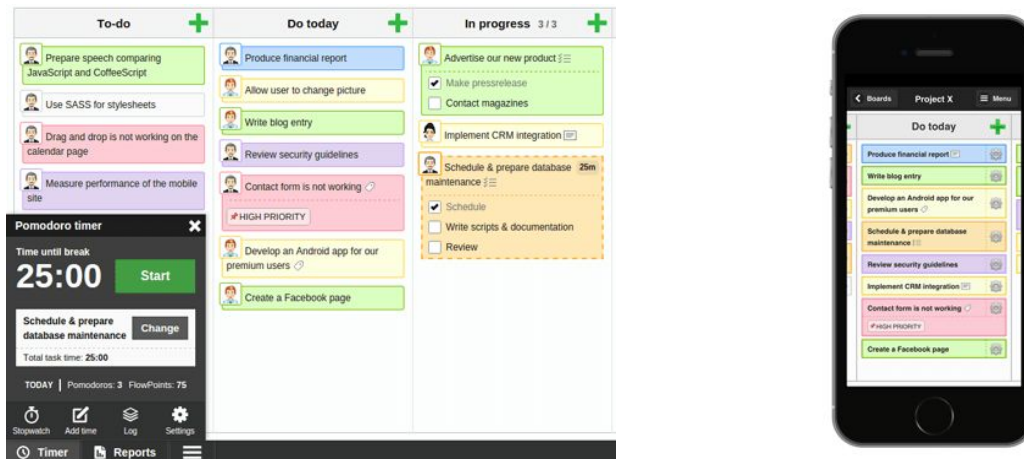 To-do
Prepare speech comparing
JavaScript and CoffeeScript
Use SASS for stylesheets
Drag and drop is not working on the
calendar page
Measure performance of the mobile
site
Do today
Produce financial report
Allow user to change picture
Write blog entry
Review security guidelines
Contact form is not working
HIGH PRIORITY
Develop an Android app for our
premium users
Create a Facebook page
In progress 3 / 3
Advertise our new product
Make pressrelease
Contact magazines
Implement CRM integration
Schedule & prepare database 25m
maintenance
Schedule
Write scripts & documentation
Review
Pomodoro timer
Time until break
25:00 Start
Schedule & prepare
database maintenance
Change
Total task time: 25:00
TODAY | Pomodoros: 3 FlowPoints: 75
Stopwatch Add time Log Settings
Timer Reports
Boards Project X Menu
Do today
Produce financial report
Write blog entry
Develop an Android app for our
premium users
Schedule & prepare database
maintenance
Review security guidelines
Implement CRM integration
Contact form is not working
HIGH PRIORITY
Create a Facebook page